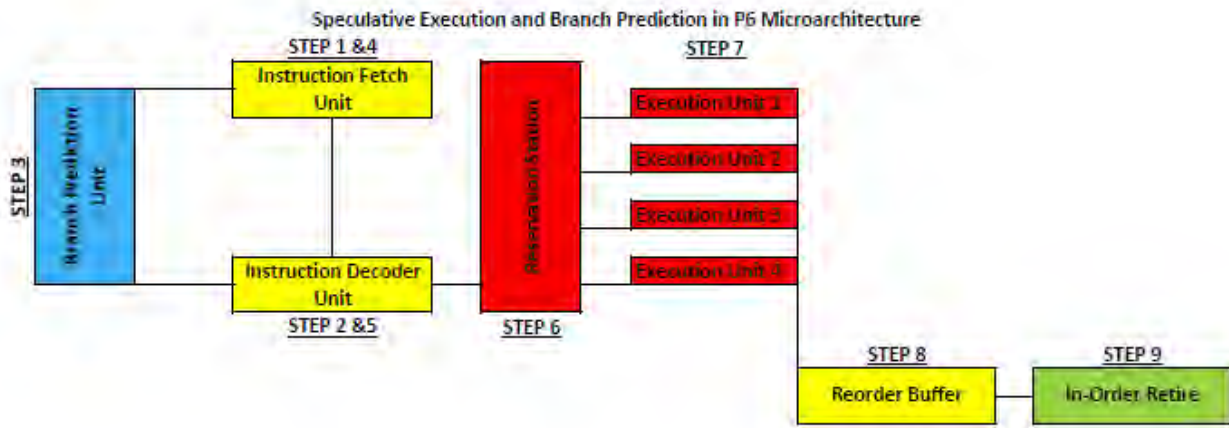 Speculative Execution and Branch Prediction in P6 Microarchitecture
STEP 1 &4
Instruction Fetch
Unit
STEP 3
Branch Prediction
Unit
Instruction Decoder
Unit
STEP 2 &5
Reservation Station
STEP 6
STEP 7
Execution Unit 1
Execution Unit 2
Execution Unit 3
Execution Unit 4
STEP 8
Reorder Buffer
STEP 9
In-Order Retire